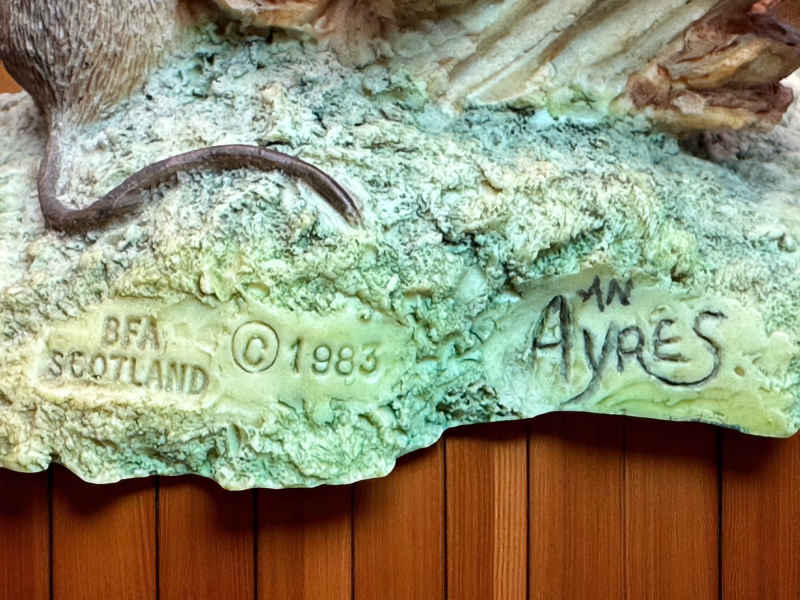 BFA
SCOTLAND
© 1983
AN
AYRES